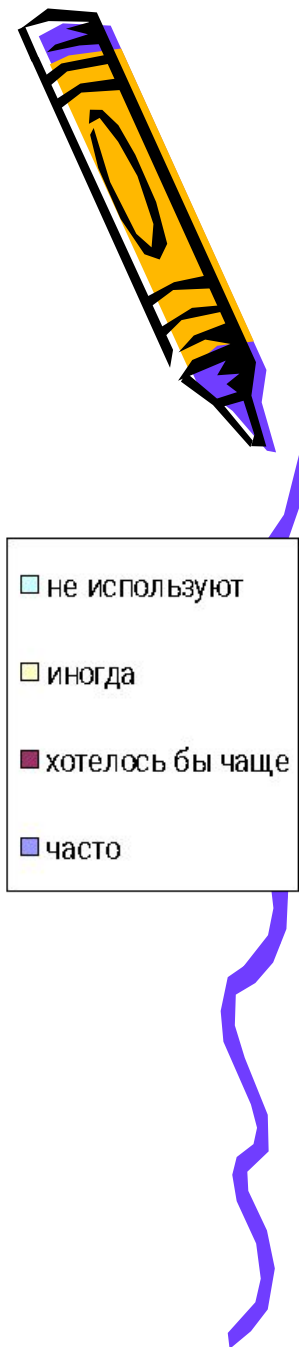 не используют
иногда
хотелось бы чаще
часто